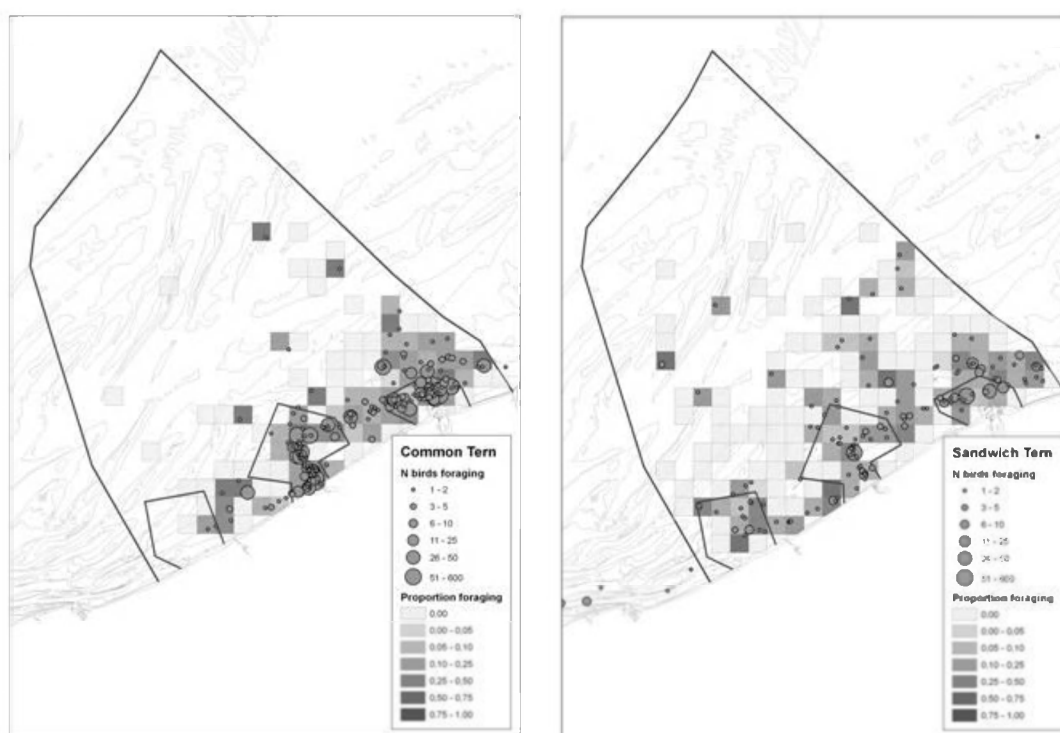 Common Tern
N birds foraging
1 - 2
3 - 5
6 - 10
11 - 25
26 - 50
51 - 600
Proportion foraging
0.00
0,00 - 0,05
0,05 - 0,10
0,10 - 0,25
0,25 - 0,50
0,50 - 0,75
0,75 - 1,00
Sandwich Tern
N birds foraging
1 - 2
3 - 5
6 - 10
11 - 25
26 - 50
51 - 600
Proportion foraging
0.00
0,00 - 0,05
0,05 - 0,10
0,10 - 0,25
0,25 - 0,50
0,50 - 0,75
0,75 - 1,00